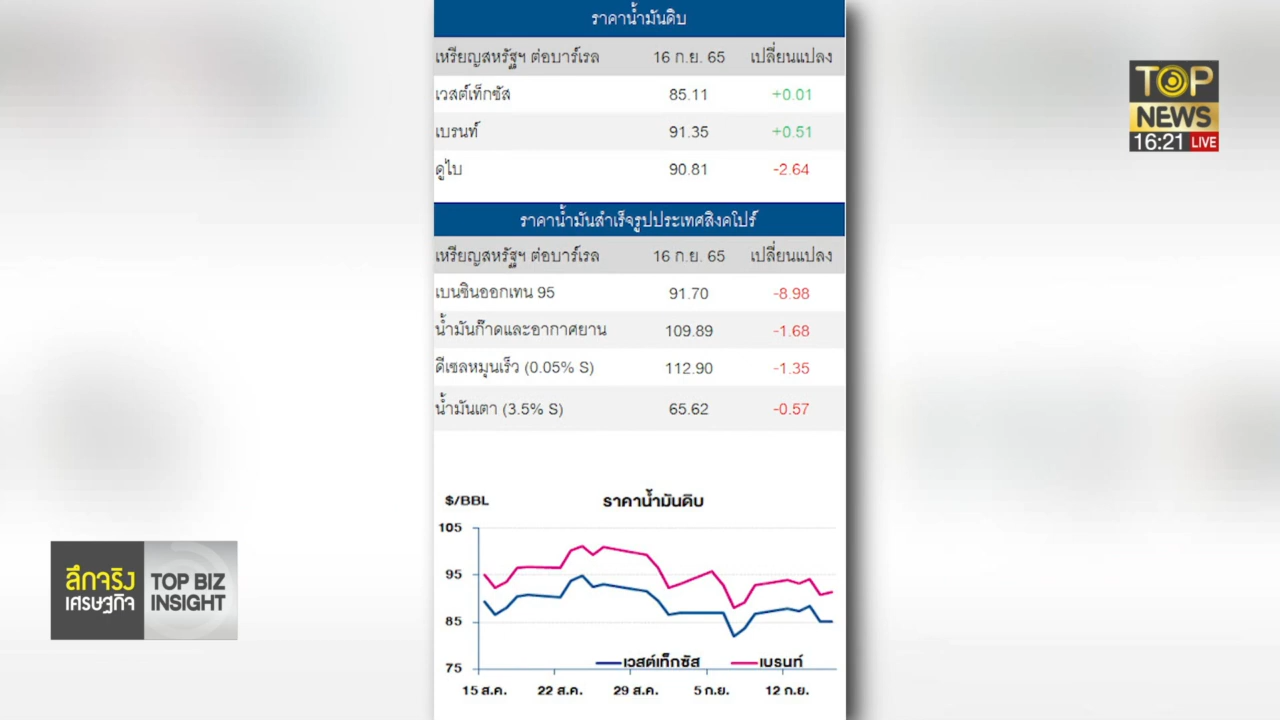 ราคาน้ำมันดิบ
เหรียญสหรัฐฯ ต่อบาร์เรล 16 ก.ย. 65 เปลี่ยนแปลง
เวสต์เท็กซัส 85.11 +0.01
เบรนท์ 91.35 +0.51
ดูไบ 90.81 -2.64
ราคาน้ำมันสำเร็จรูปประเทศสิงคโปร์
เหรียญสหรัฐฯ ต่อบาร์เรล 16 ก.ย. 65 เปลี่ยนแปลง
เบนซินออกเทน 95 91.70 -8.98
น้ำมันก๊าดและอากาศยาน 109.89 -1.68
ดีเซลหมุนเร็ว (0.05% S) 112.90 -1.35
น้ำมันเตา (3.5% S) 65.62 -0.57
$/BBL ราคาน้ำมันดิบ
105
95
85
75
เวสต์เท็กซัส เบรนท์
15 ส.ค. 22 ส.ค. 29 ส.ค. 5 ก.ย. 12 ก.ย.
TOP
NEWS
16:21 LIVE
ลึกจริง
เศรษฐกิจ
TOP BIZ
INSIGHT